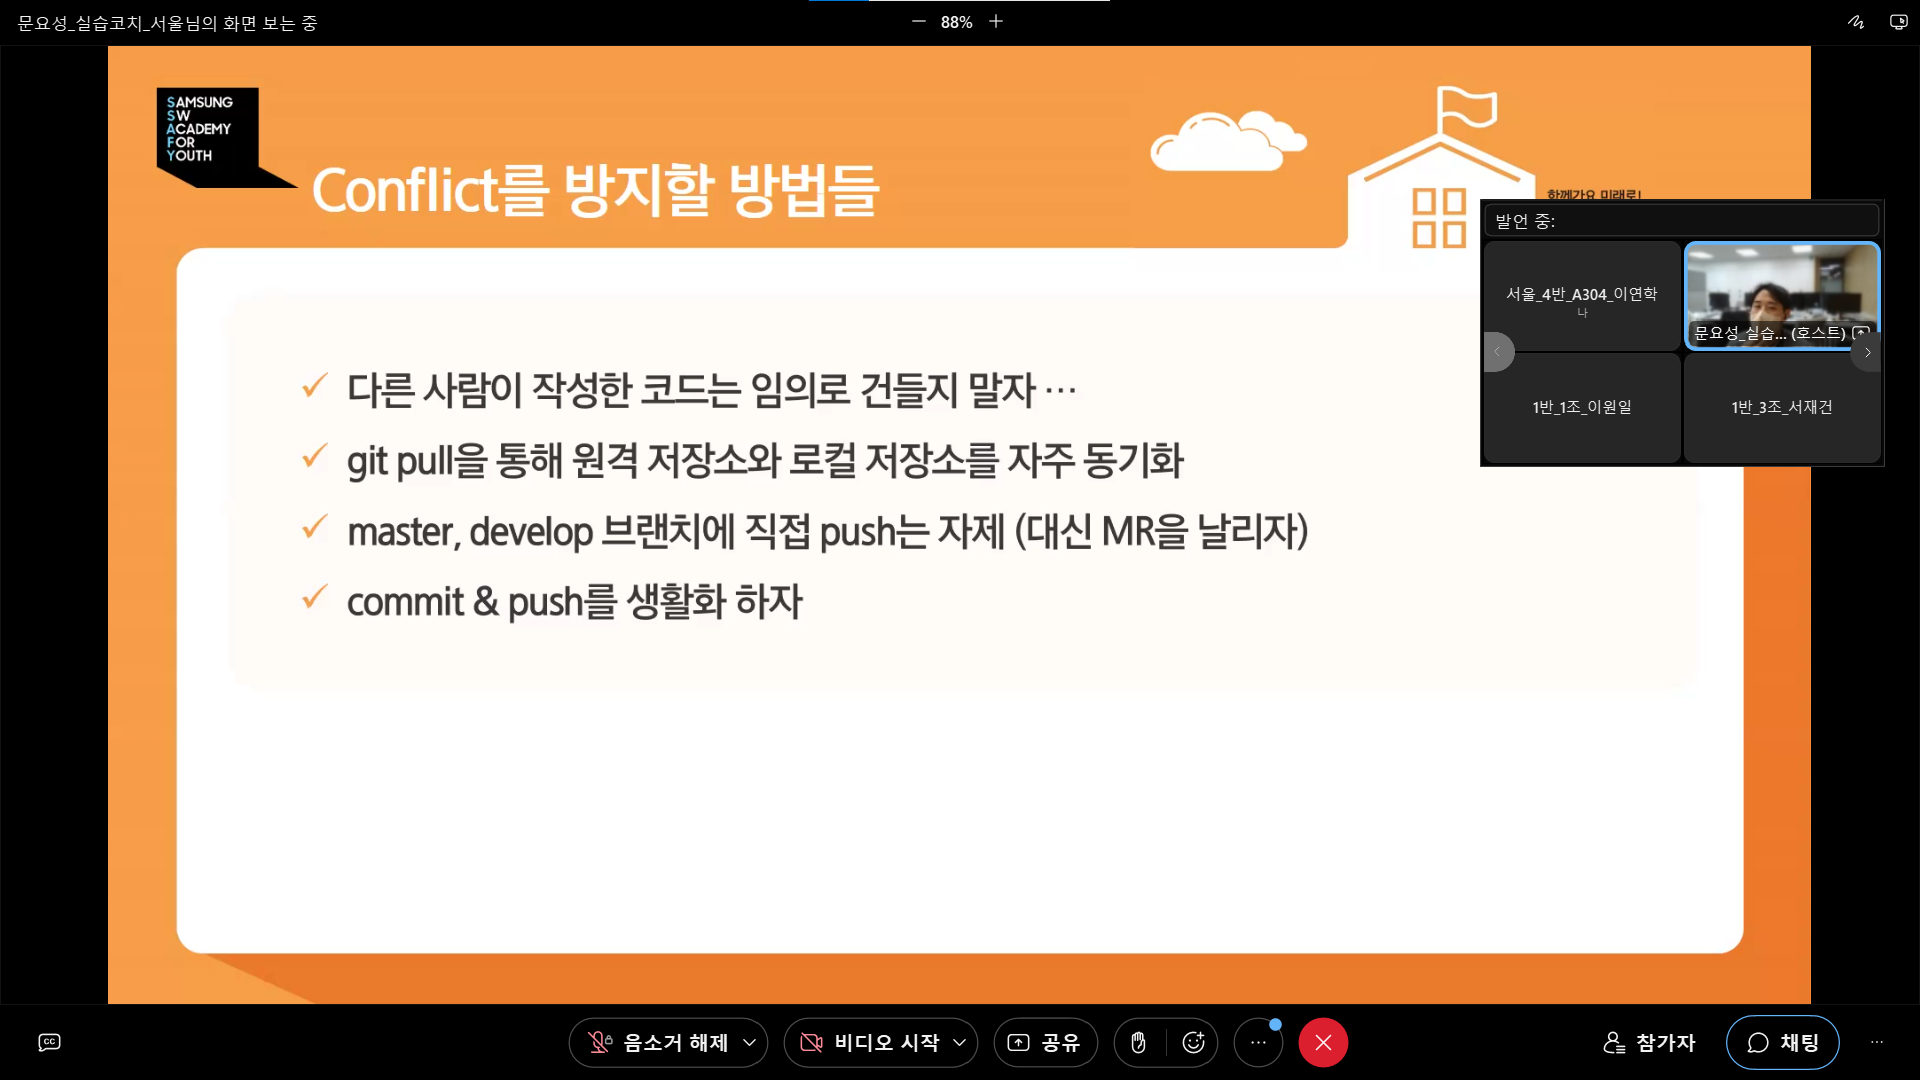 문요성_실습코치_서울님의 화면 보는 중
88%
SAMSUNG
SW
ACADEMY
FOR
YOUTH
Conflict를 방지할 방법들
함께가요 미래로!
발언 중:
서울_4반_A304_이연학
나
문요성_실습... (호스트)
1반_1조_이원일
1반_3조_서재건
다른 사람이 작성한 코드는 임의로 건들지 말자 …
git pull을 통해 원격 저장소와 로컬 저장소를 자주 동기화
master, develop 브랜치에 직접 push는 자제 (대신 MR을 날리자)
commit & push를 생활화 하자
CC
음소거 해제
비디오 시작
공유
참가자
채팅